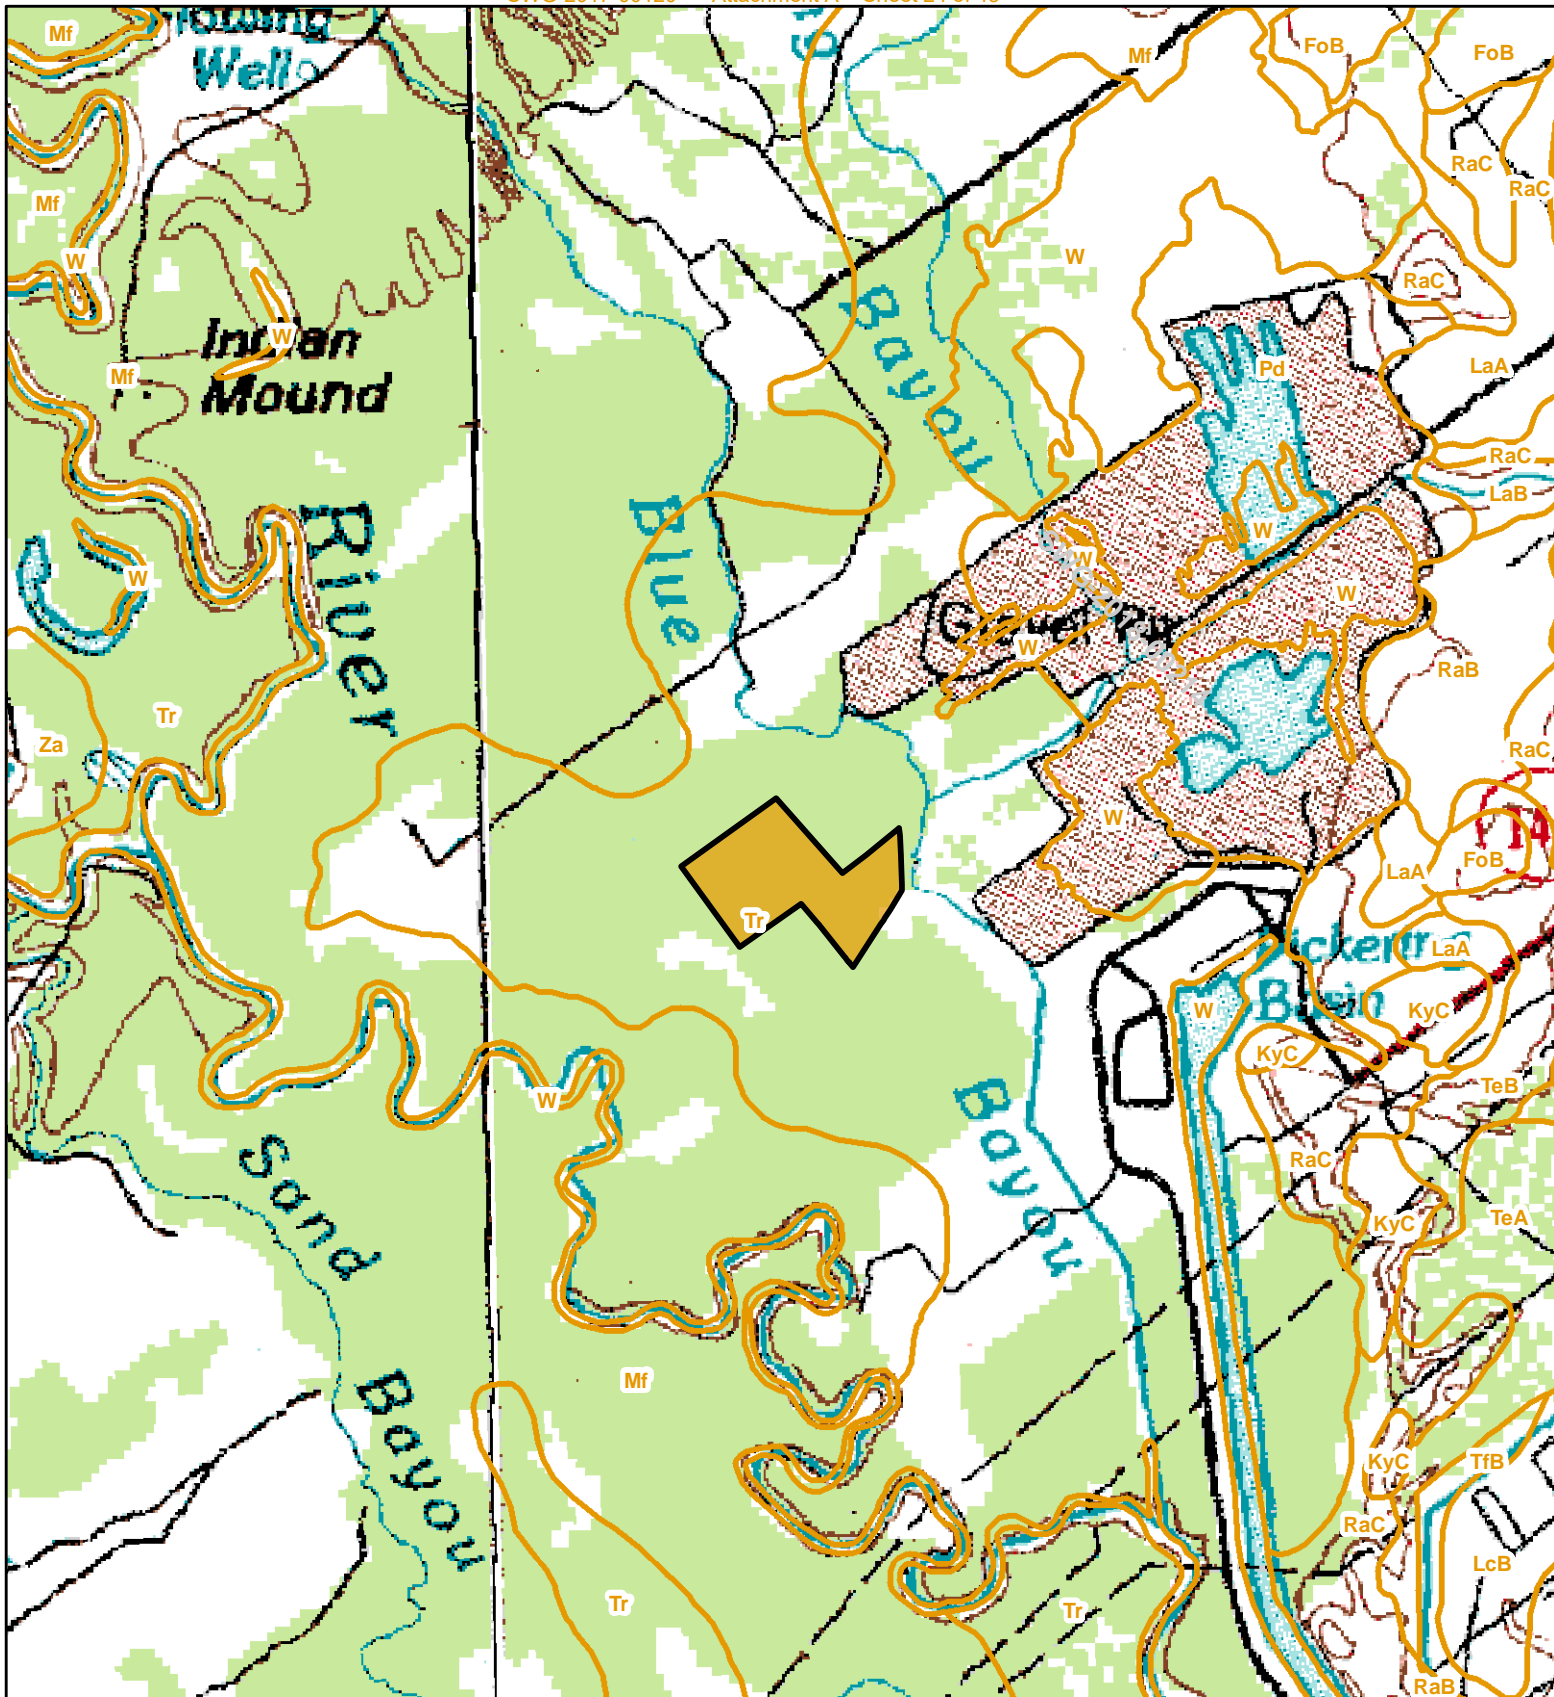 Mf
Well
FoB
FoB
Mf
RaC
RaC
Mf
W
W
RaC
Indian
Mound
W
Mf
Bayou
Pd
LaA
RaC
LaB
River
Blue
W
W
W
W
W
RaB
Tr
Za
RaC
14
W
LaA
FoB
Tr
LaA
Basin
W
KyC
KyC
TeB
W
Sand
Bayou
RaC
KyC
TeA
Mf
Bayou
KyC
TfB
RaC
LcB
Tr
Tr
RaB